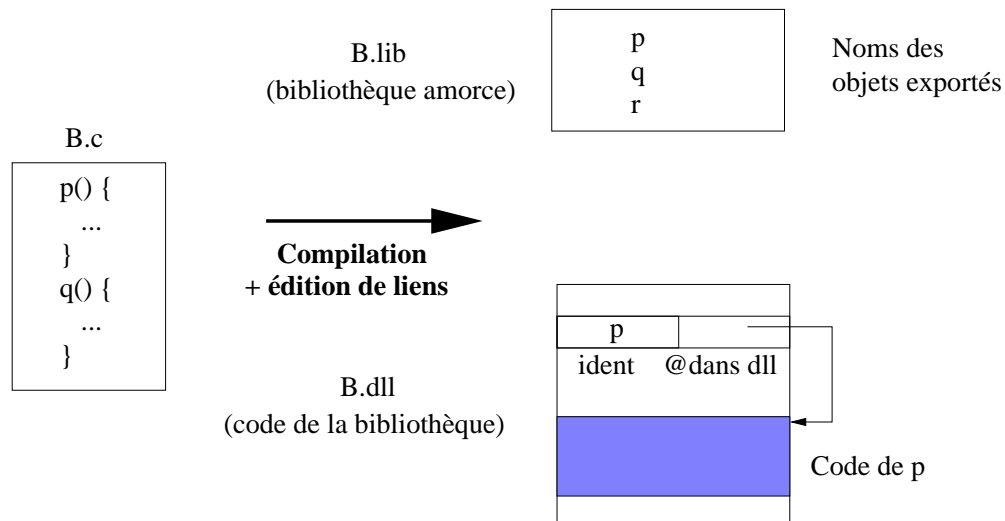 B.lib
(bibliothèque amorce)
p
q
r
Noms des
objets exportés
B.c
p() {
...
}
q() {
...
}
Compilation
+ édition de liens
B.dll
(code de la bibliothèque)
p
ident
@dans dll
Code de p